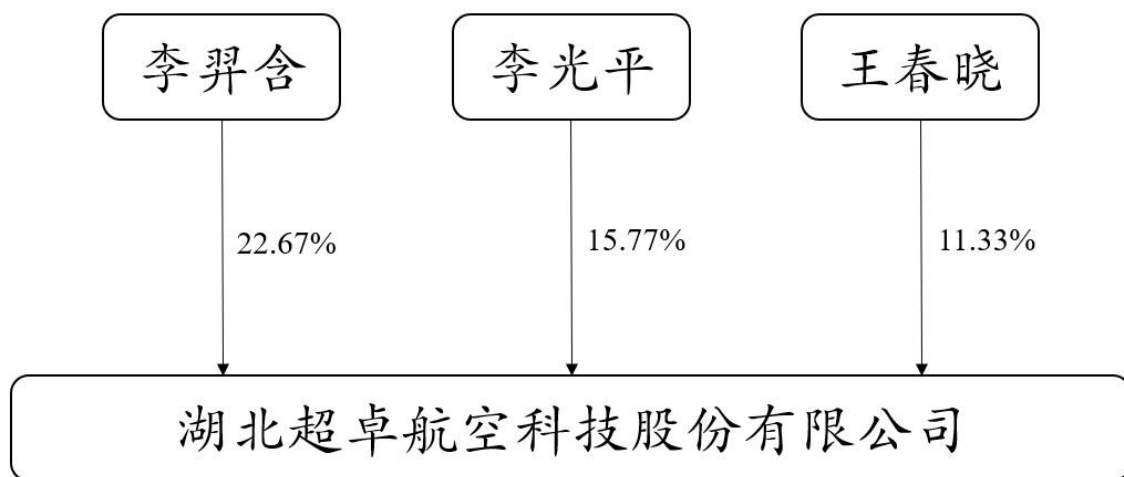 李羿含
李光平
王春晓
22.67%
15.77%
11.33%
湖北超卓航空科技股份有限公司